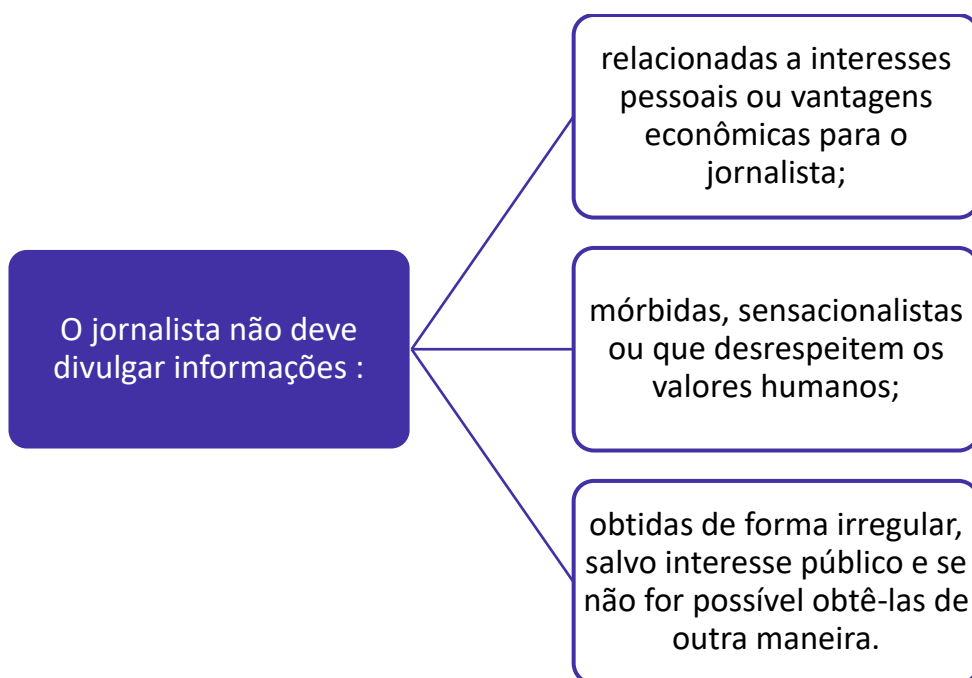 O jornalista não deve
divulgar informações :
relacionadas a interesses
pessoais ou vantagens
econômicas para o
jornalista;
mórbidas, sensacionalistas
ou que desrespeitem os
valores humanos;
obtidas de forma irregular,
salvo interesse público e se
não for possível obtê-las de
outra maneira.